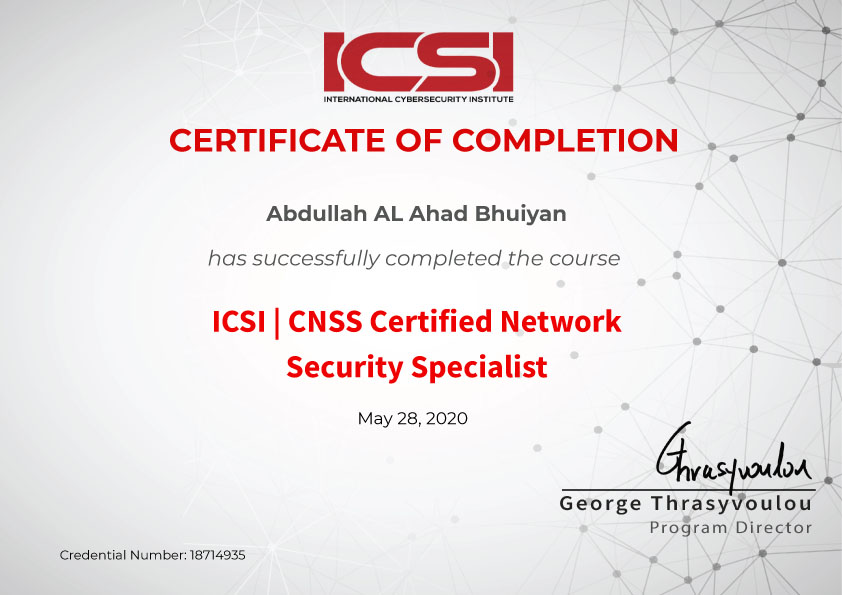 ICSI
INTERNATIONAL CYBERSECURITY INSTITUTE
CERTIFICATE OF COMPLETION
Abdullah AL Ahad Bhuiyan
has successfully completed the course
ICSI | CNSS Certified Network
Security Specialist
May 28, 2020
Thrasyvoulou
George Thrasyvoulou
Program Director
Credential Number: 18714935